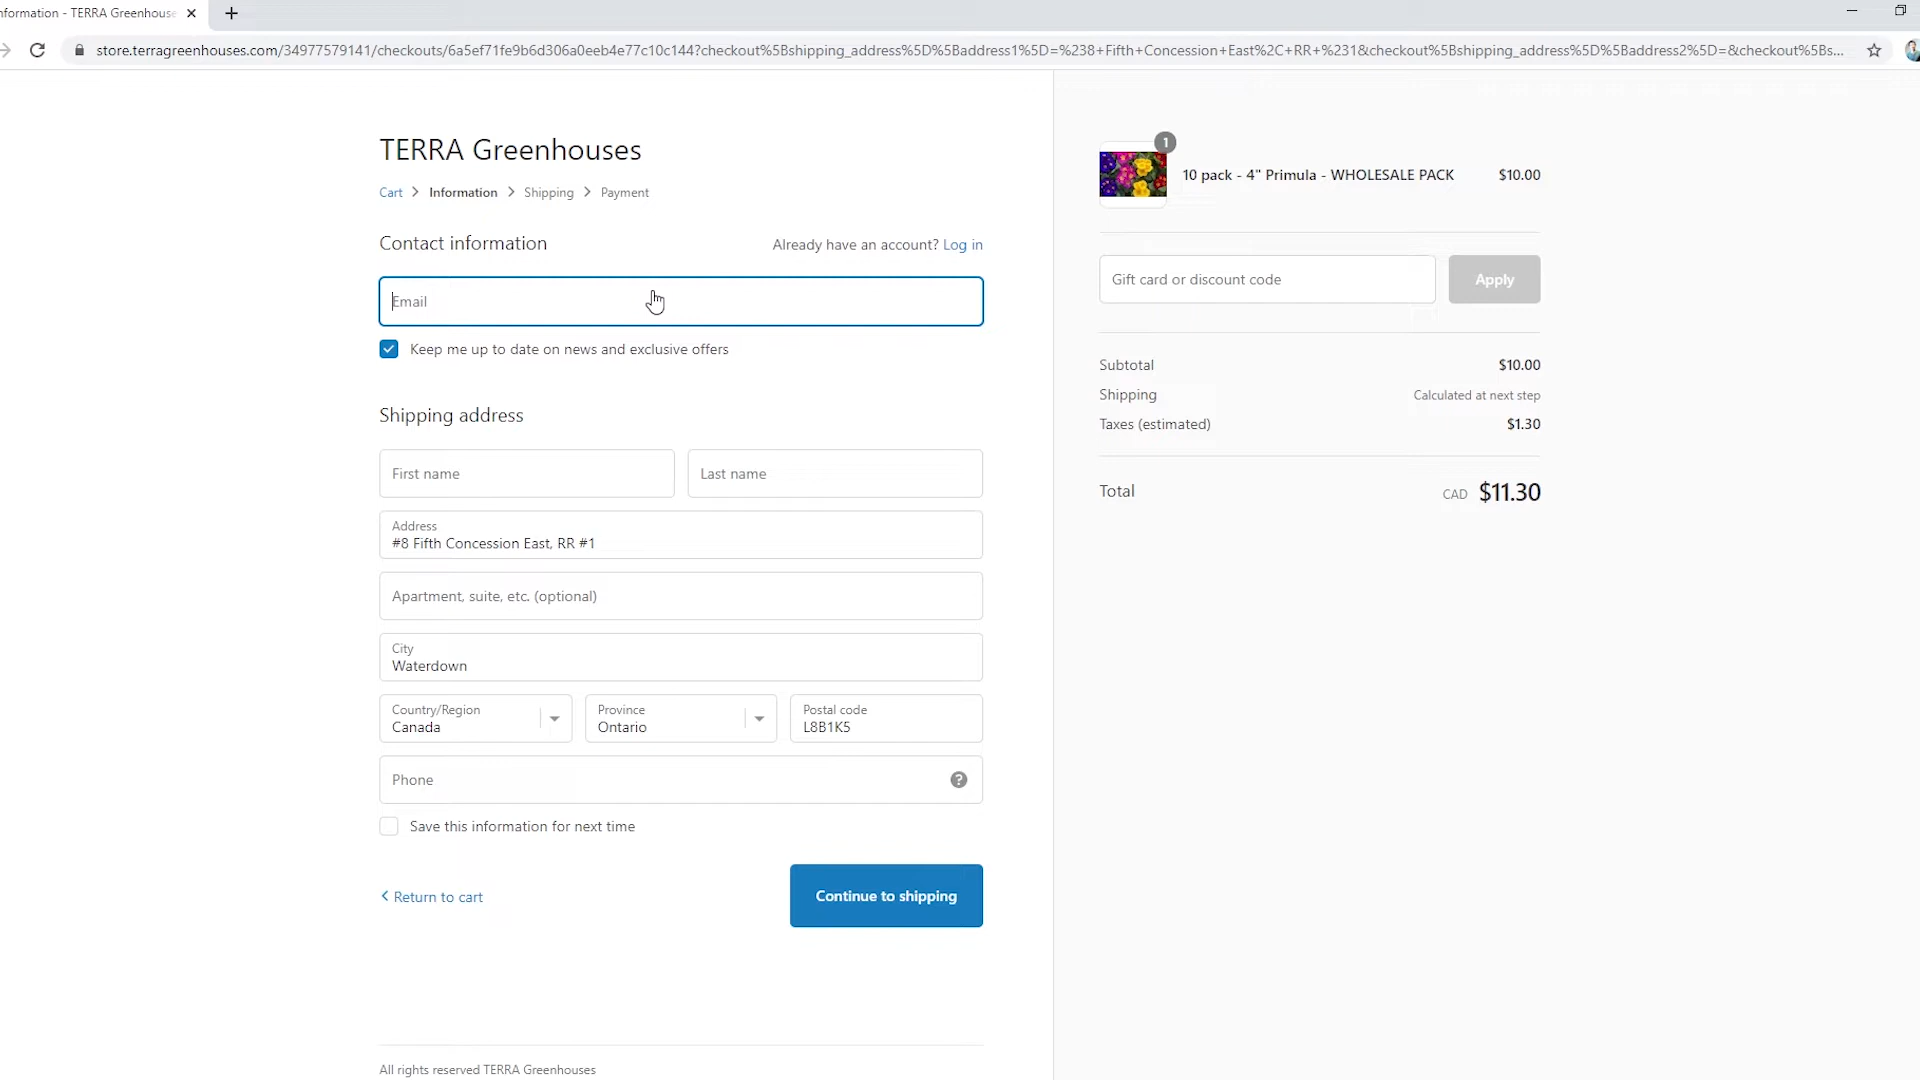 nformation - TERRA Greenhouse
store.terragreenhouses.com/34977579141/checkouts/6a5ef71fe9b6d306a0eeb4e77c10c144?checkout%5Bshipping_address%5D%5Baddress1%5D=%238+Fifth+Concession+East%2C+RR+%231&checkout%5Bshipping_address%5D%5Baddress2%5D=&checkout%5Bs...
TERRA Greenhouses
Cart > Information > Shipping > Payment
Contact information
Already have an account? Log in
Email
Keep me up to date on news and exclusive offers
Shipping address
First name
Last name
Address
#8 Fifth Concession East, RR #1
Apartment, suite, etc. (optional)
City
Waterdown
Country/Region
Canada
Province
Ontario
Postal code
L8B1K5
Phone
?
Save this information for next time
< Return to cart
Continue to shipping
All rights reserved TERRA Greenhouses
1
10 pack - 4" Primula - WHOLESALE PACK $10.00
Gift card or discount code
Apply
Subtotal $10.00
Shipping Calculated at next step
Taxes (estimated) $1.30
Total CAD $11.30